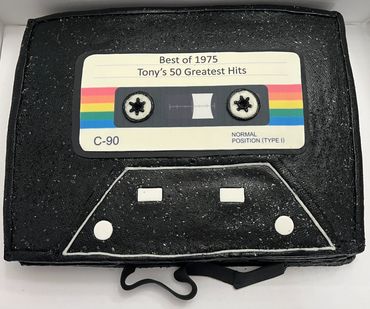 Best of 1975
Tony's 50 Greatest Hits
C-90
NORMAL
POSITION (TYPE I)